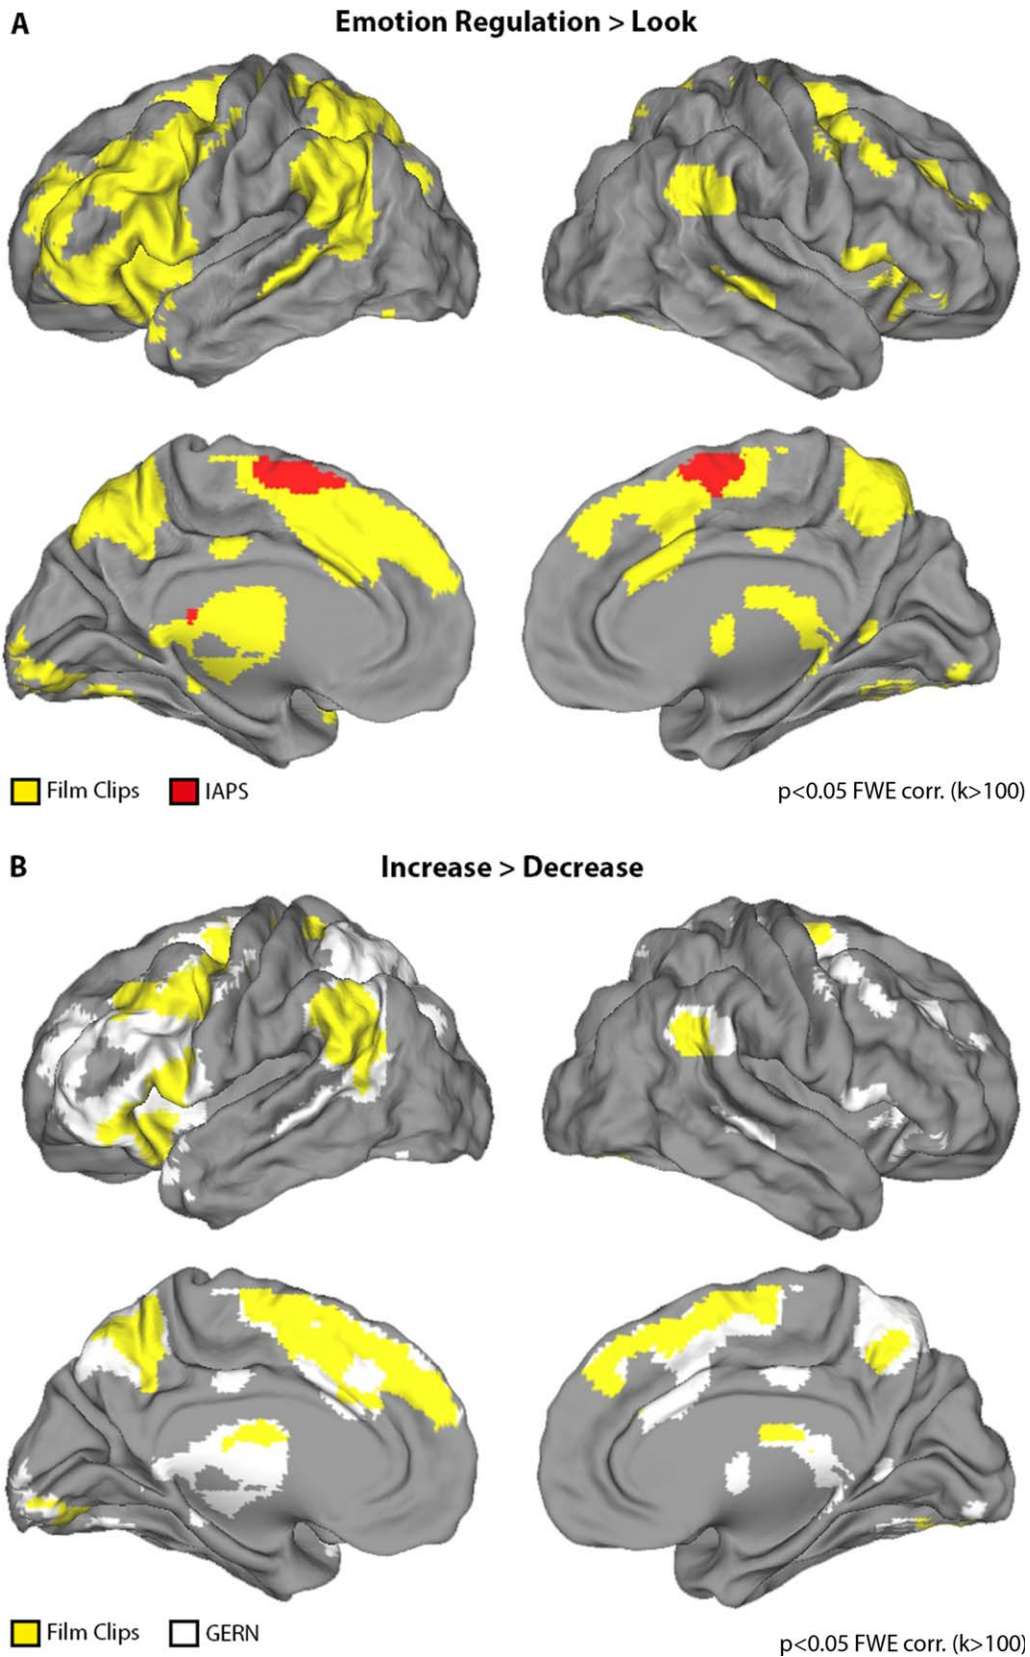 A
Emotion Regulation > Look
Film Clips
IAPS
p<0.05 FWE corr. (k>100)
B
Increase > Decrease
Film Clips
GERN
p<0.05 FWE corr. (k>100)